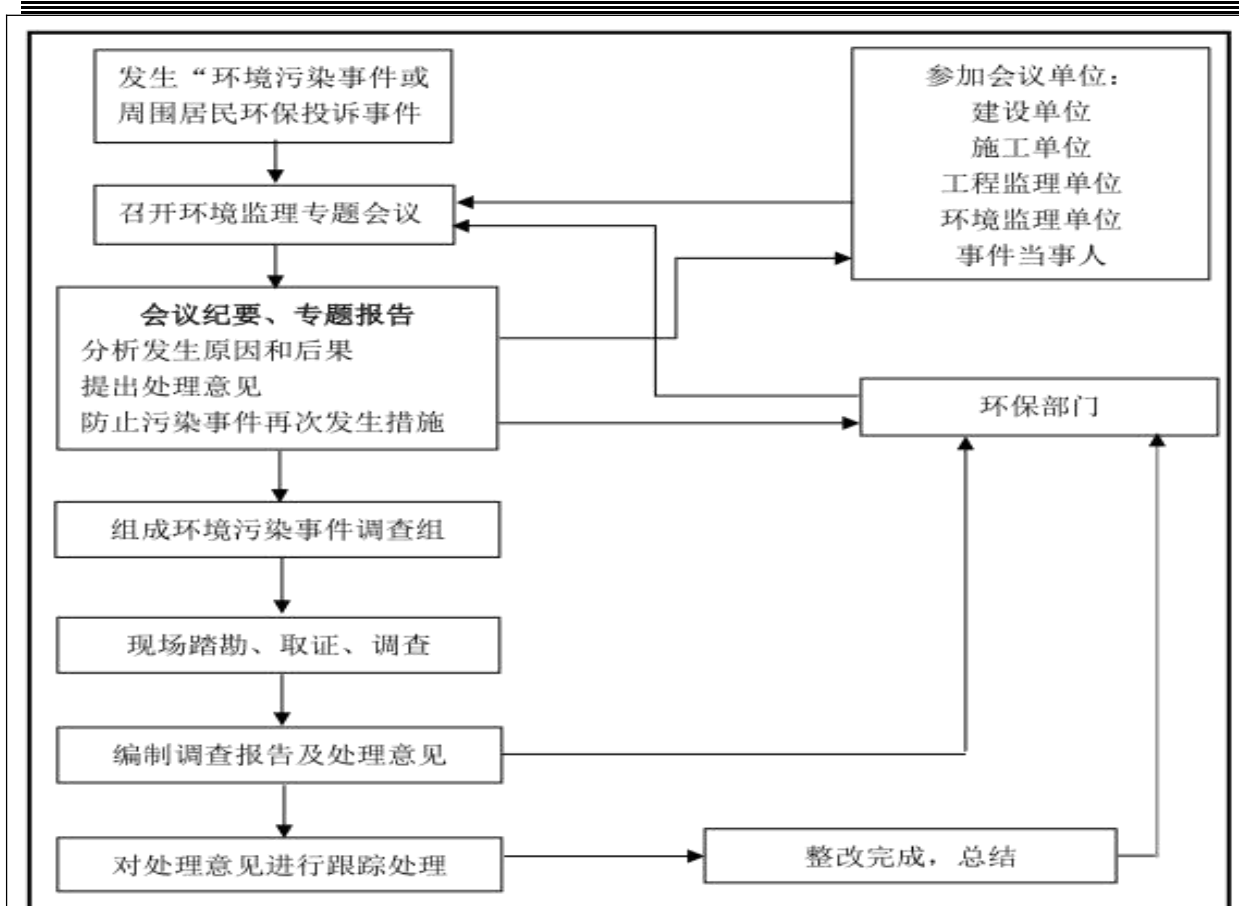 发生“环境污染事件或
周围居民环保投诉事件
召开环境监理专题会议
会议纪要、专题报告
分析发生原因和后果
提出处理意见
防止污染事件再次发生措施
组成环境污染事件调查组
现场踏勘、取证、调查
编制调查报告及处理意见
对处理意见进行跟踪处理
参加会议单位：
建设单位
施工单位
工程监理单位
环境监理单位
事件当事人
环保部门
整改完成，总结